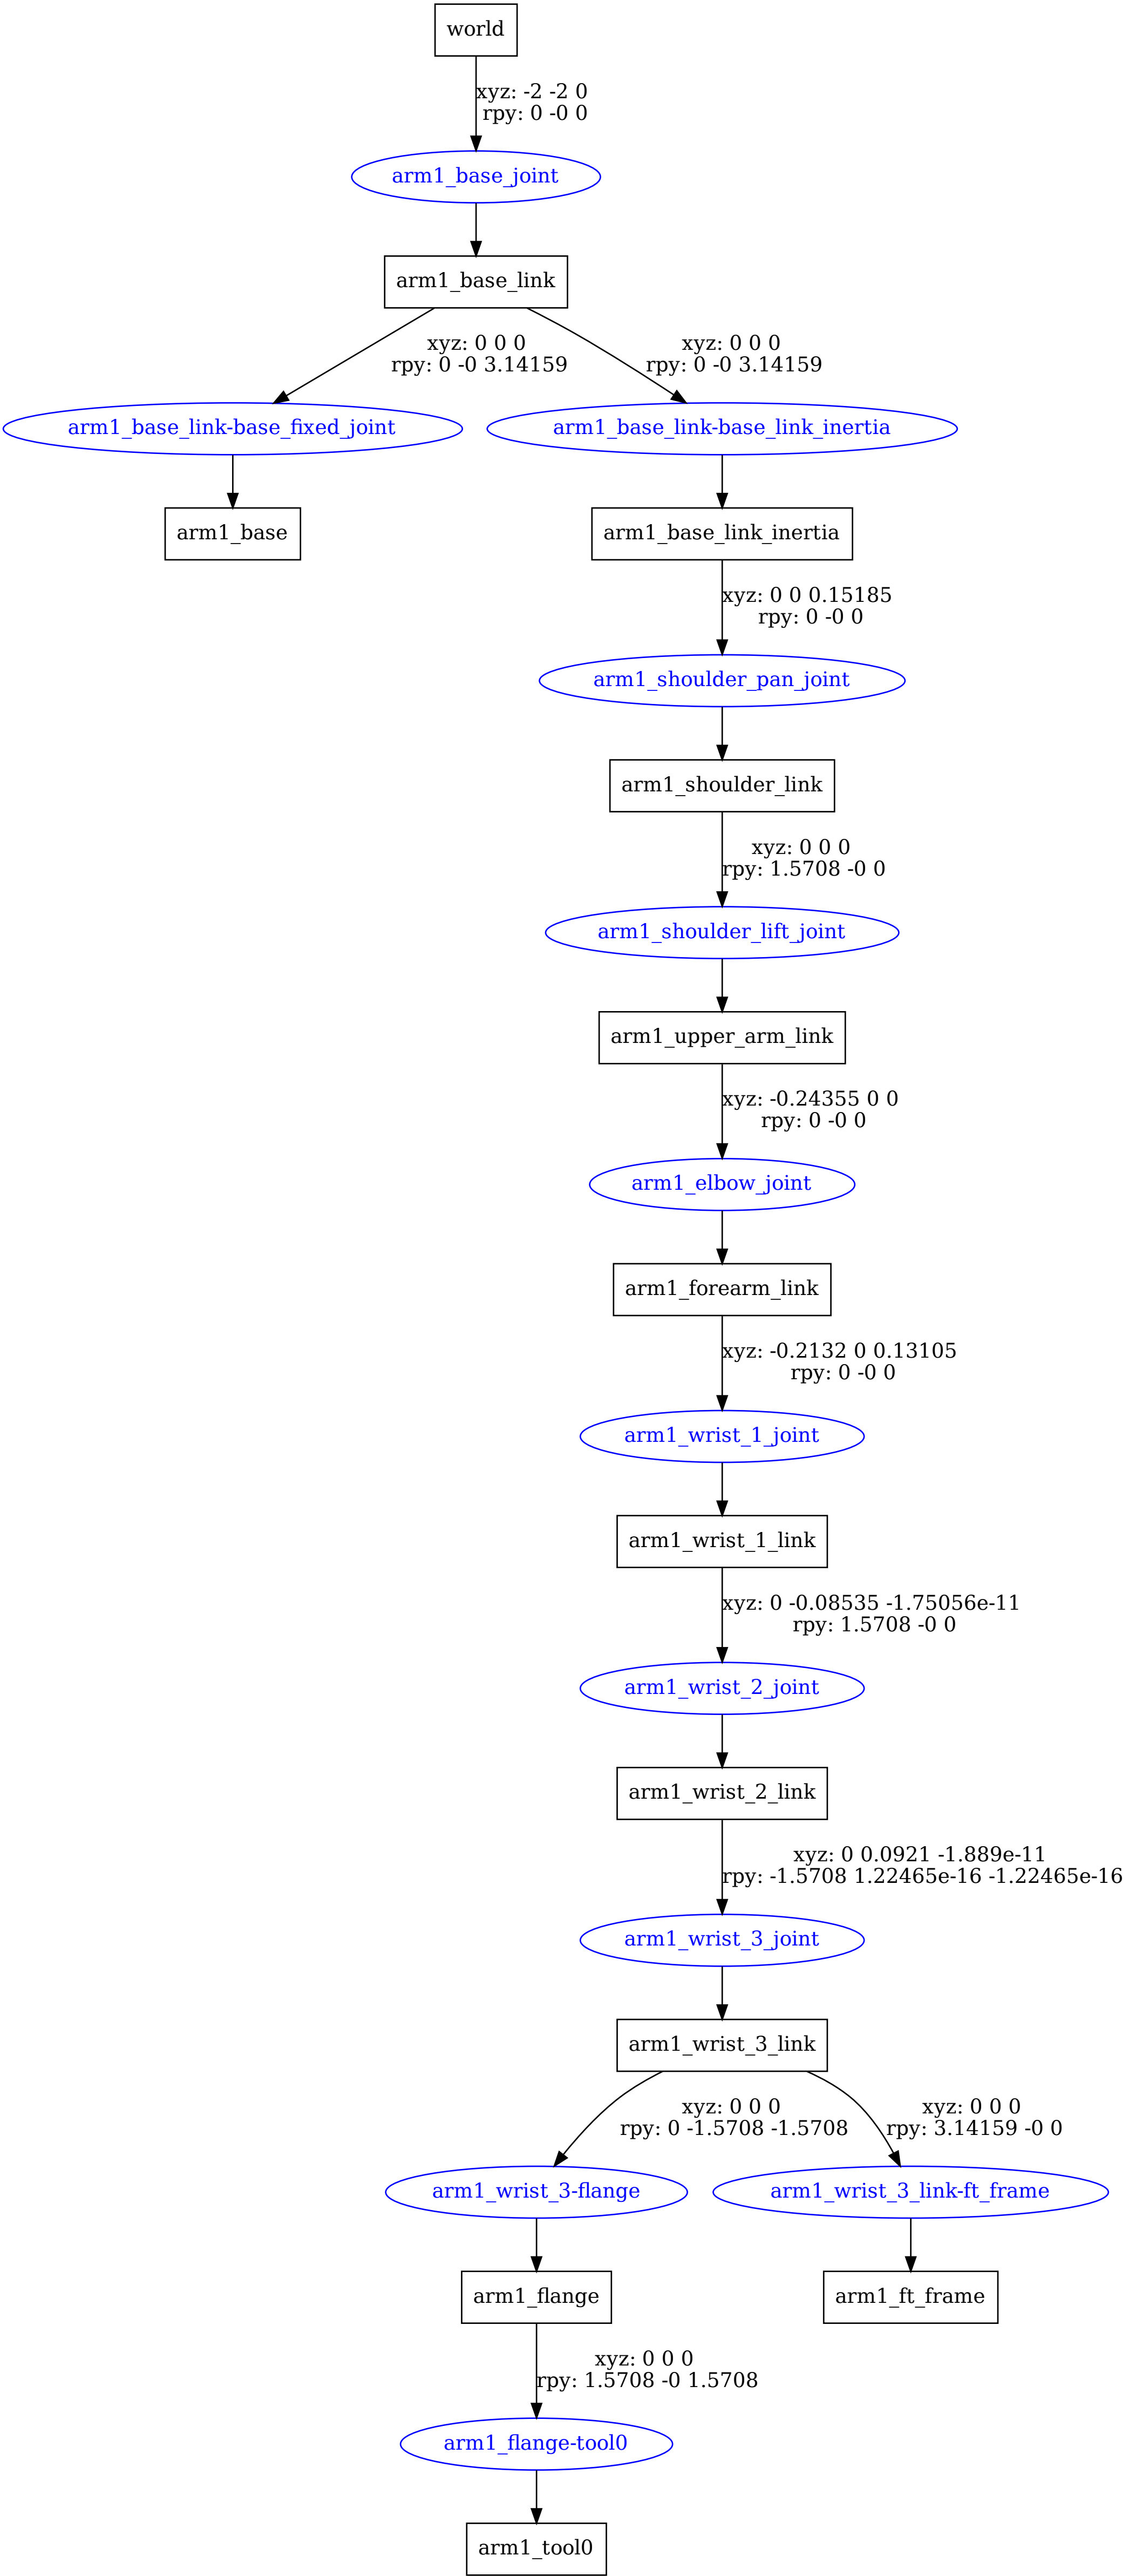 world
xyz: -2 -2 0
rpy: 0 -0 0
arm1_base_joint
arm1_base_link
xyz: 0 0 0
rpy: 0 -0 3.14159
xyz: 0 0 0
rpy: 0 -0 3.14159
arm1_base_link-base_fixed_joint
arm1_base_link-base_link_inertia
arm1_base
arm1_base_link_inertia
xyz: 0 0 0.15185
rpy: 0 -0 0
arm1_shoulder_pan_joint
arm1_shoulder_link
xyz: 0 0 0
rpy: 1.5708 -0 0
arm1_shoulder_lift_joint
arm1_upper_arm_link
xyz: -0.24355 0 0
rpy: 0 -0 0
arm1_elbow_joint
arm1_forearm_link
xyz: -0.2132 0 0.13105
rpy: 0 -0 0
arm1_wrist_1_joint
arm1_wrist_1_link
xyz: 0 -0.08535 -1.75056e-11
rpy: 1.5708 -0 0
arm1_wrist_2_joint
arm1_wrist_2_link
xyz: 0 0.0921 -1.889e-11
rpy: -1.5708 1.22465e-16 -1.22465e-16
arm1_wrist_3_joint
arm1_wrist_3_link
xyz: 0 0 0
rpy: 0 -1.5708 -1.5708
xyz: 0 0 0
rpy: 3.14159 -0 0
arm1_wrist_3-flange
arm1_wrist_3_link-ft_frame
arm1_flange
arm1_ft_frame
xyz: 0 0 0
rpy: 1.5708 -0 1.5708
arm1_flange-tool0
arm1_tool0